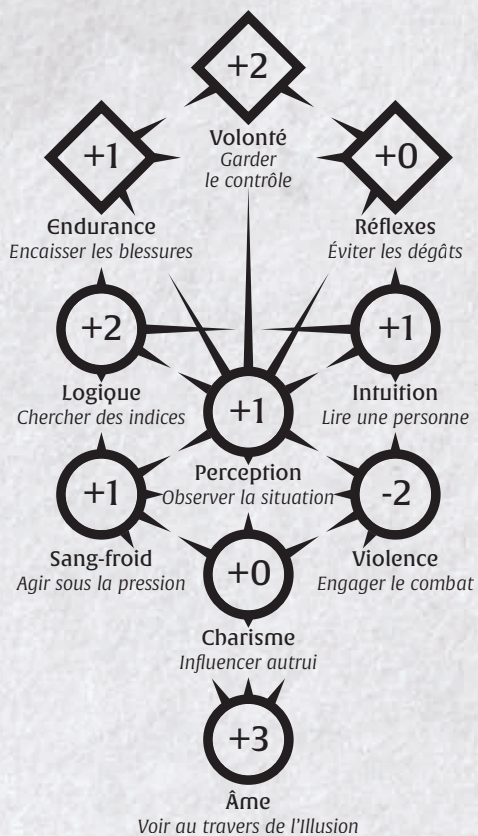 +2
Volonté
Garder
le contrôle
+1
Endurance
Encaisser les blessures
+0
Réflexes
Éviter les dégâts
+2
Logique
Chercher des indices
+1
Intuition
Lire une personne
+1
Perception
Observer la situation
+1
Sang-froid
Agir sous la pression
-2
Violence
Engager le combat
+0
Charisme
Influencer autrui
+3
Âme
Voir au travers de l'Illusion